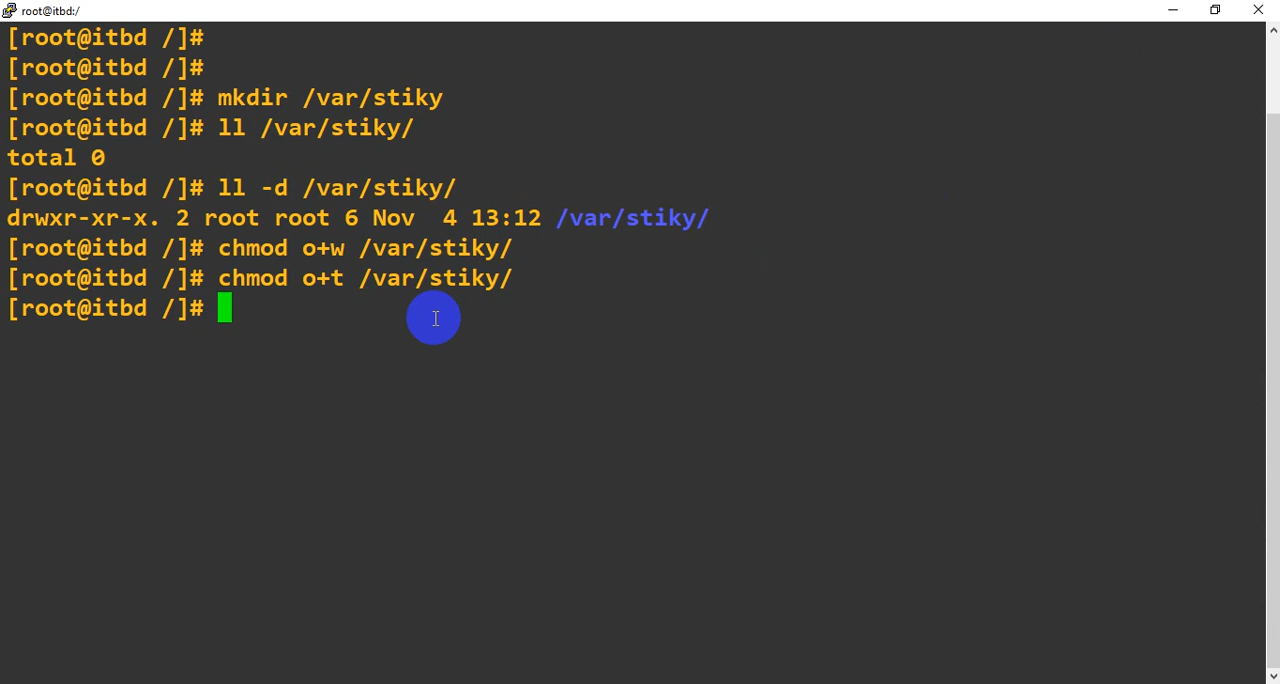 root@itbd:/
[root@itbd /]#
[root@itbd /]#
[root@itbd /]# mkdir /var/stiky
[root@itbd /]# ll /var/stiky/
total 0
[root@itbd /]# ll -d /var/stiky/
drwxr-xr-x. 2 root root 6 Nov  4 13:12 /var/stiky/
[root@itbd /]# chmod o+w /var/stiky/
[root@itbd /]# chmod o+t /var/stiky/
[root@itbd /]#